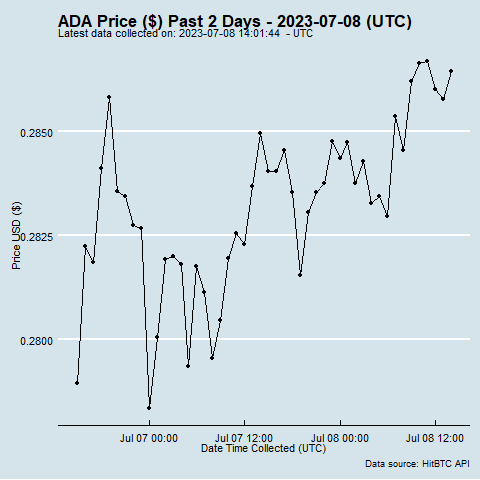 ADA Price ($) Past 2 Days - 2023-07-08 (UTC)
Latest data collected on: 2023-07-08 14:01:44  - UTC
0.2850
0.2825
0.2800
Price USD ($)
Jul 07 00:00
Jul 07 12:00
Jul 08 00:00
Jul 08 12:00
Date Time Collected (UTC)
Data source: HitBTC API